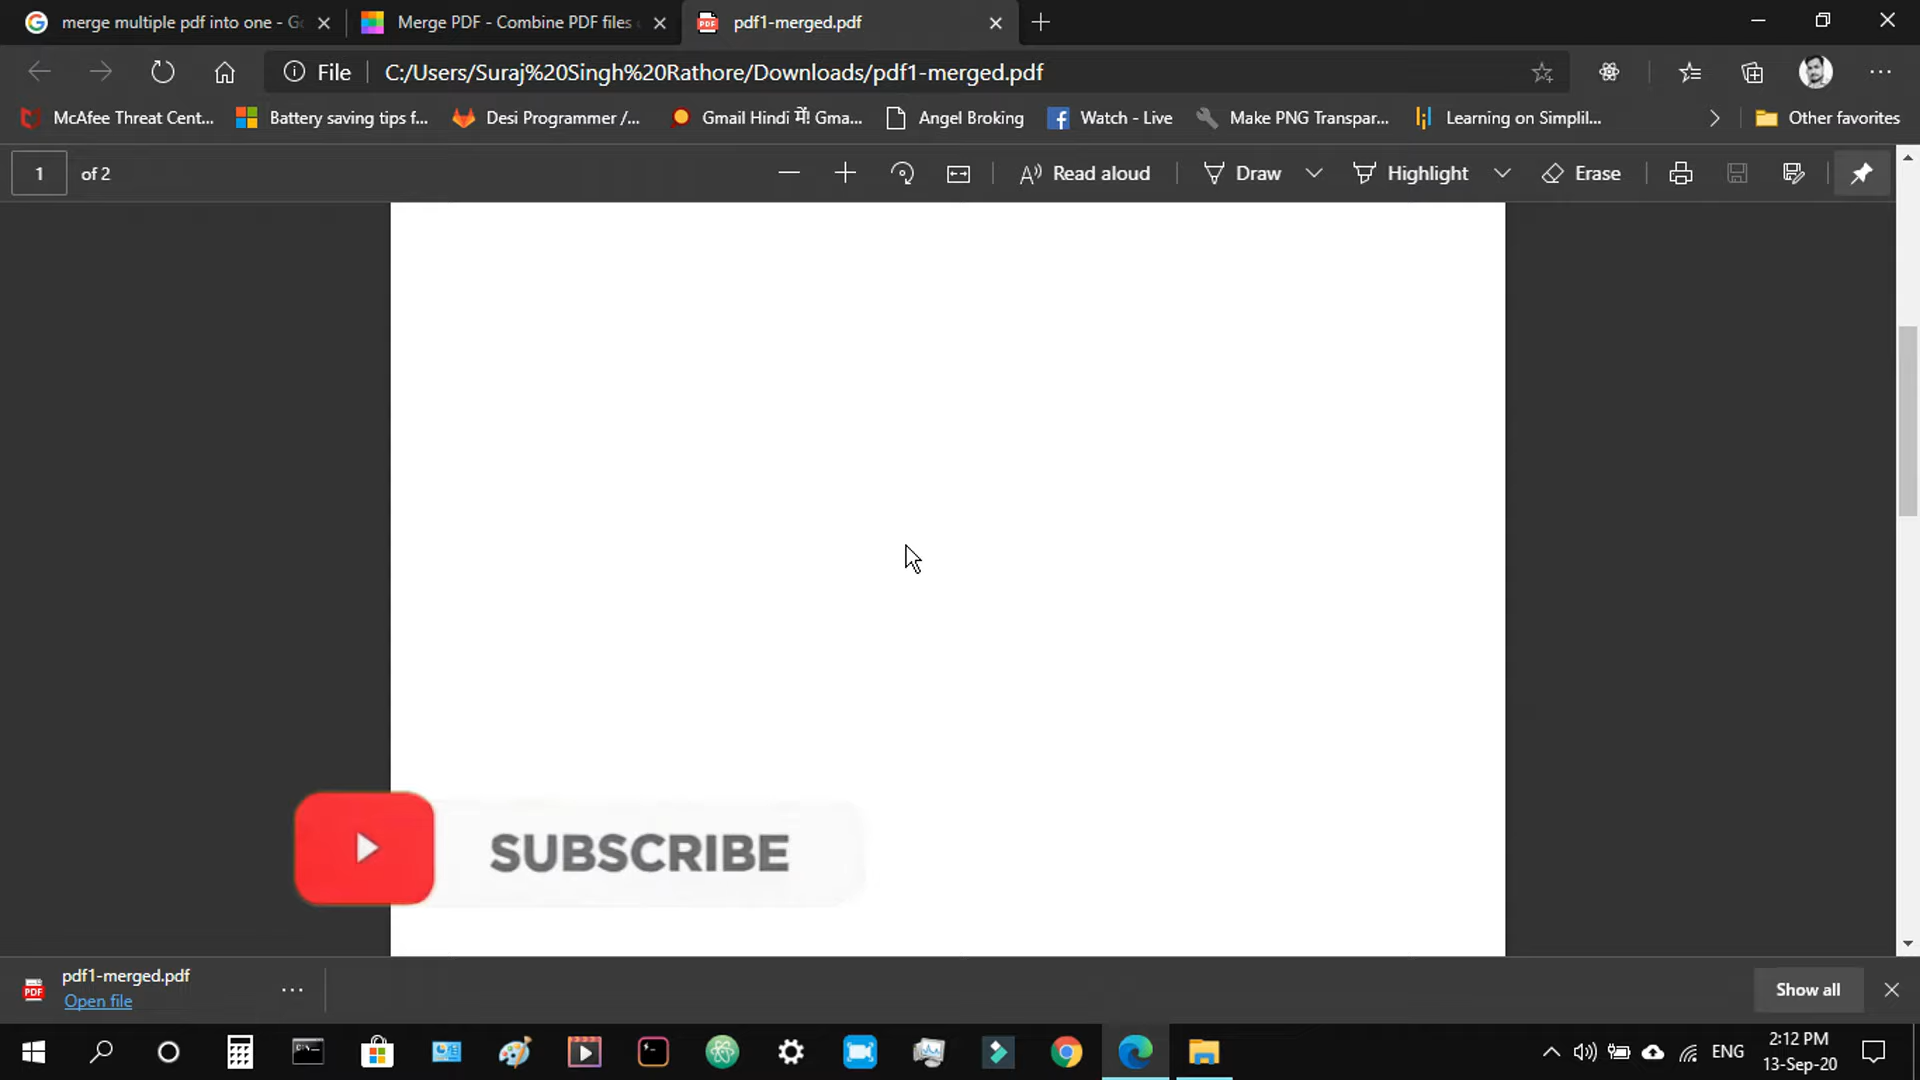 merge multiple pdf into one - Go
Merge PDF - Combine PDF files
pdf1-merged.pdf
File
C:/Users/Suraj%20Singh%20Rathore/Downloads/pdf1-merged.pdf
McAfee Threat Cent...
Battery saving tips f...
Desi Programmer /...
Gmail Hindi में! Gma...
Angel Broking
Watch - Live
Make PNG Transpar...
Learning on Simplil...
Other favorites
1 of 2
Read aloud
Draw
Highlight
Erase
SUBSCRIBE
pdf1-merged.pdf
Open file
Show all
ENG
2:12 PM
13-Sep-20